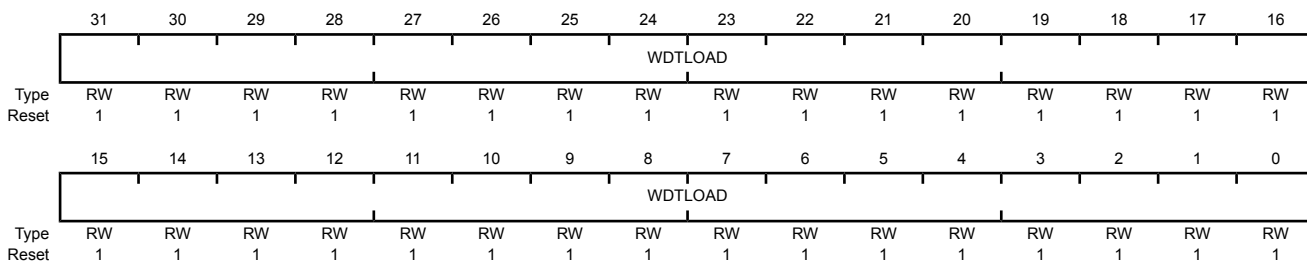 31 30 29 28 27 26 25 24 23 22 21 20 19 18 17 16
WDTLOAD
Type RW RW RW RW RW RW RW RW RW RW RW RW RW RW RW RW
Reset 1 1 1 1 1 1 1 1 1 1 1 1 1 1 1 1
15 14 13 12 11 10 9 8 7 6 5 4 3 2 1 0
WDTLOAD
Type RW RW RW RW RW RW RW RW RW RW RW RW RW RW RW RW
Reset 1 1 1 1 1 1 1 1 1 1 1 1 1 1 1 1